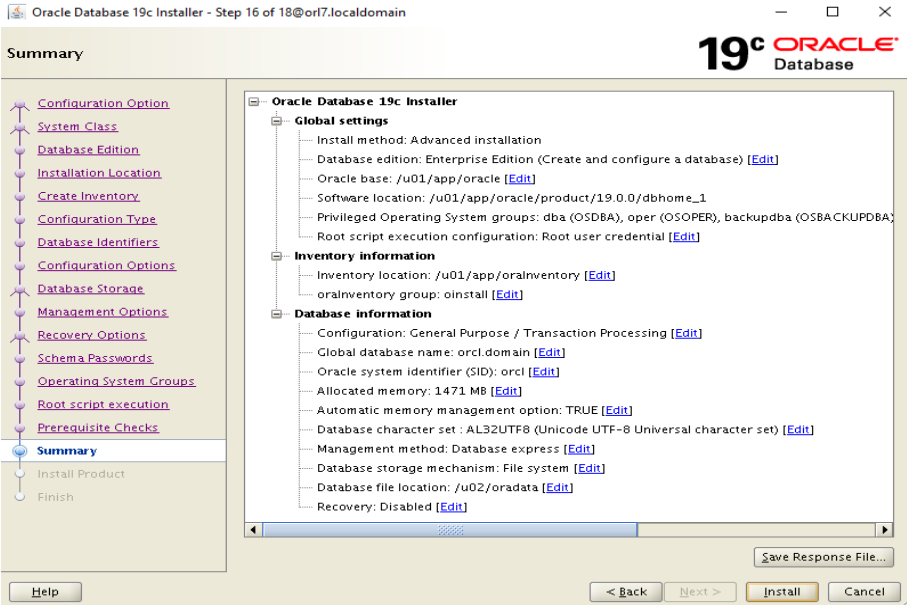 Oracle Database 19c Installer - Step 16 of 18@orl7.localdomain
Summary
19c ORACLE
Database
Configuration Option
System Class
Database Edition
Installation Location
Create Inventory
Configuration Type
Database Identifiers
Configuration Options
Database Storage
Management Options
Recovery Options
Schema Passwords
Operating System Groups
Root script execution
Prerequisite Checks
Summary
Install Product
Finish
Oracle Database 19c Installer
Global settings
Install method: Advanced installation
Database edition: Enterprise Edition (Create and configure a database) [Edit]
Oracle base: /u01/app/oracle [Edit]
Software location: /u01/app/oracle/product/19.0.0/dbhome_1
Privileged Operating System groups: dba (OSDBA), oper (OSOPER), backupdba (OSBACKUPDBA)
Root script execution configuration: Root user credential [Edit]
Inventory information
Inventory location: /u01/app/oraInventory [Edit]
oraInventory group: oinstall [Edit]
Database information
Configuration: General Purpose / Transaction Processing [Edit]
Global database name: orcl.domain [Edit]
Oracle system identifier (SID): orcl [Edit]
Allocated memory: 1471 MB [Edit]
Automatic memory management option: TRUE [Edit]
Database character set : AL32UTF8 (Unicode UTF-8 Universal character set) [Edit]
Management method: Database express [Edit]
Database storage mechanism: File system [Edit]
Database file location: /u02/oradata [Edit]
Recovery: Disabled [Edit]
Save Response File...
Help
< Back
Next >
Install
Cancel